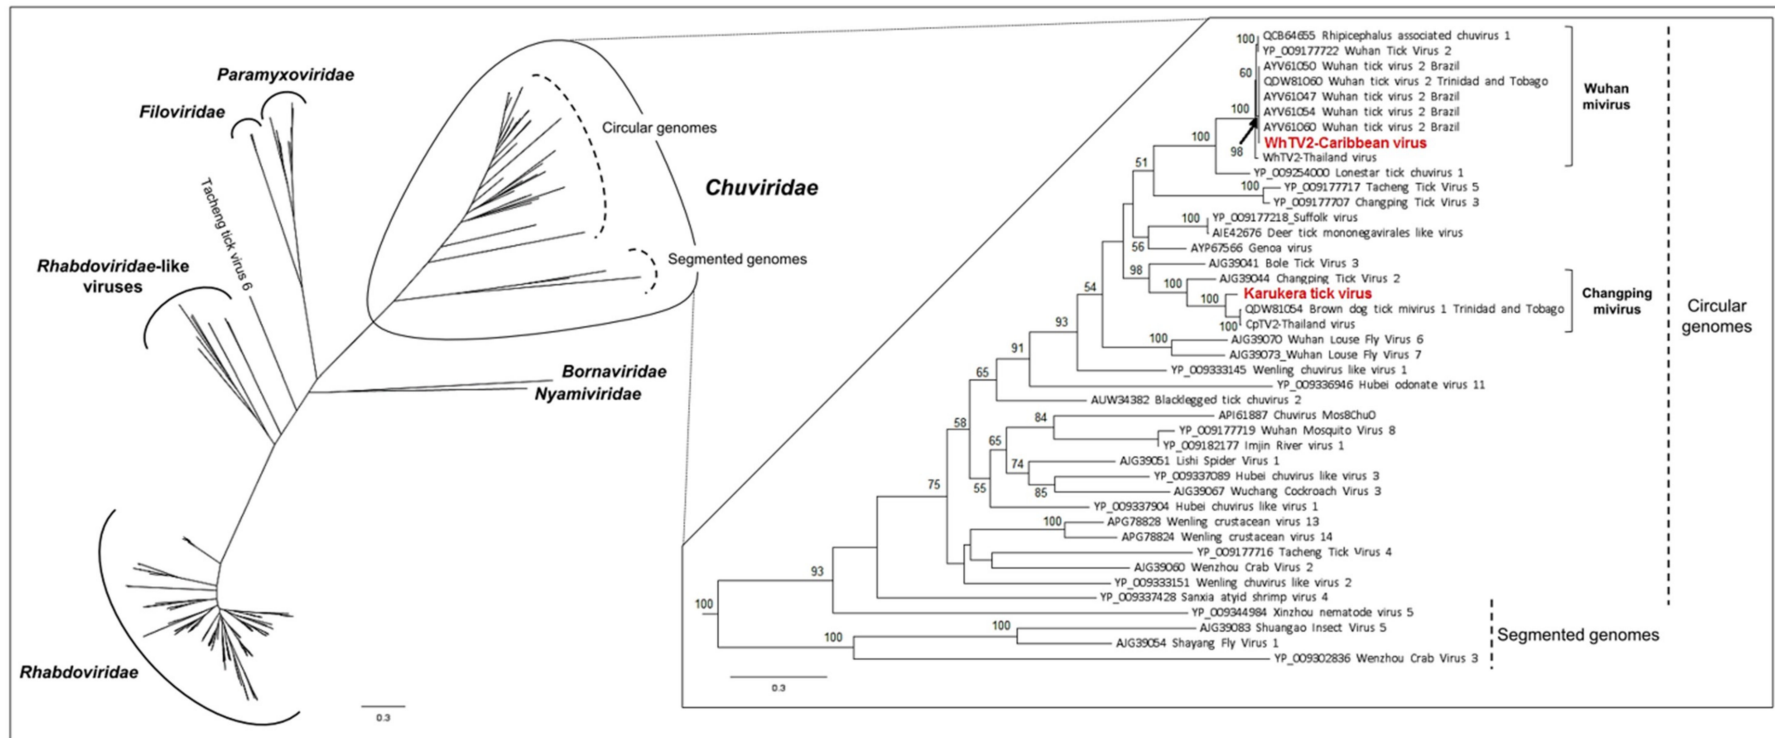 Paramyxoviridae
Filoviridae
Tacheng tick virus 6
Rhabdoviridae-like
viruses
Rhabdoviridae
0.3
Circular genomes
Chuviridae
Segmented genomes
Bornaviridae
Nyamiviridae
100
QCB64655 Rhipicephalus associated chuvirus 1
YP_009177722 Wuhan Tick Virus 2
60
AYV61050 Wuhan tick virus 2 Brazil
QDW81060 Wuhan tick virus 2 Trinidad and Tobago
AYV61047 Wuhan tick virus 2 Brazil
100
AYV61054 Wuhan tick virus 2 Brazil
AYV61060 Wuhan tick virus 2 Brazil
100
WhTV2-Caribbean virus
98
WhTV2-Thailand virus
Wuhan
mivirus
51
YP_009254000 Lonestar tick chuvirus 1
100
YP_009177717 Tacheng Tick Virus 5
YP_009177707 Changping Tick Virus 3
100
YP_009177218_Suffolk virus
AIE42676 Deer tick mononegavirales like virus
56
AYP67566 Genoa virus
98
AJG39041 Bole Tick Virus 3
100
AJG39044 Changping Tick Virus 2
54
100
Karukera tick virus
QDW81054 Brown dog tick mivirus 1 Trinidad and Tobago
100
CpTV2-Thailand virus
Changping
mivirus
Circular
genomes
93
100
AJG39070 Wuhan Louse Fly Virus 6
AJG39073_Wuhan Louse Fly Virus 7
91
YP_009333145 Wenling chuvirus like virus 1
65
YP_009336946 Hubei odonate virus 11
AUW34382 Blacklegged tick chuvirus 2
58
84
API61887 Chuvirus Mos8ChuO
YP_009177719 Wuhan Mosquito Virus 8
65
YP_009182177 Imjin River virus 1
74
AJG39051 Lishi Spider Virus 1
YP_009337089 Hubei chuvirus like virus 3
75
55
85
AJG39067 Wuchang Cockroach Virus 3
YP_009337904 Hubei chuvirus like virus 1
100
APG78828 Wenling crustacean virus 13
APG78824 Wenling crustacean virus 14
YP_009177716 Tacheng Tick Virus 4
93
AJG39060 Wenzhou Crab Virus 2
YP_009333151 Wenling chuvirus like virus 2
YP_009337428 Sanxia atyid shrimp virus 4
100
YP_009344984 Xinzhou nematode virus 5
100
100
AJG39083 Shuangao Insect Virus 5
AJG39054 Shayang Fly Virus 1
YP_009302836 Wenzhou Crab Virus 3
Segmented genomes
0.3